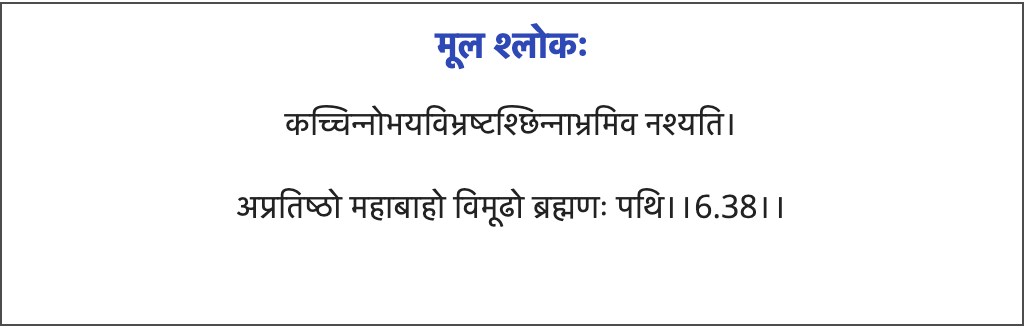 मूल श्लोकः
कच्चिन्नोभयविभ्रष्टश्छिन्नाभ्रमिव नश्यति।
अप्रतिष्ठो महाबाहो विमूढो ब्रह्मणः पथि।।6.38।।